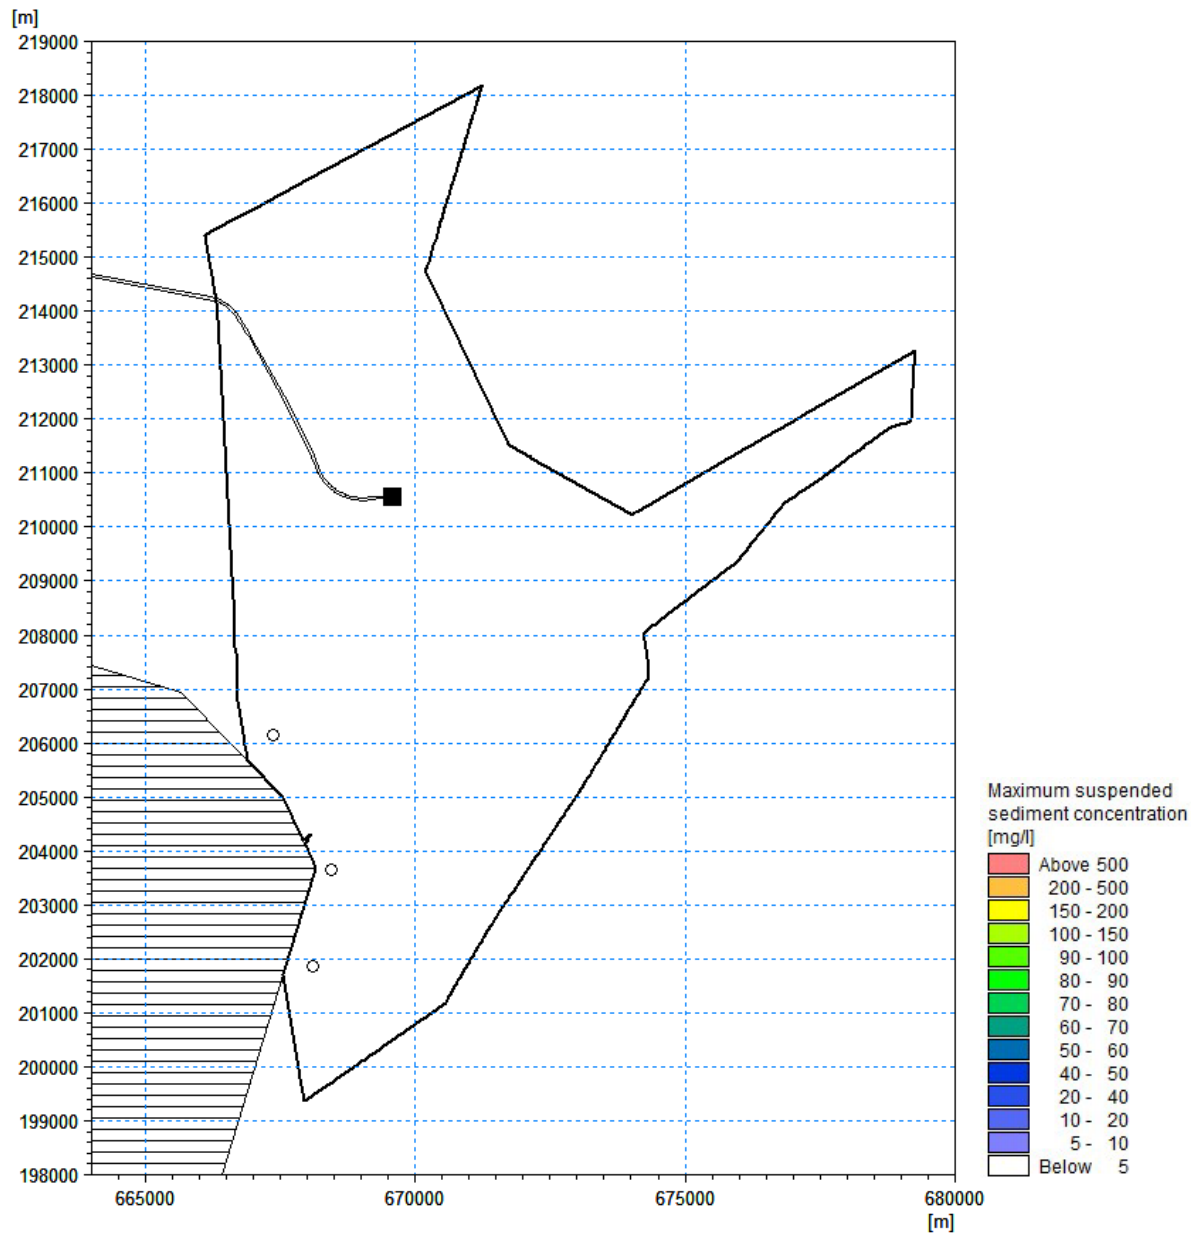 [m]
219000
218000
217000
216000
215000
214000
213000
212000
211000
210000
209000
208000
207000
206000
205000
204000
203000
202000
201000
200000
199000
198000
665000 670000 675000 680000
[m]
Maximum suspended
sediment concentration
[mg/l]
Above 500
200 - 500
150 - 200
100 - 150
90 - 100
80 - 90
70 - 80
60 - 70
50 - 60
40 - 50
20 - 40
10 - 20
5 - 10
Below 5